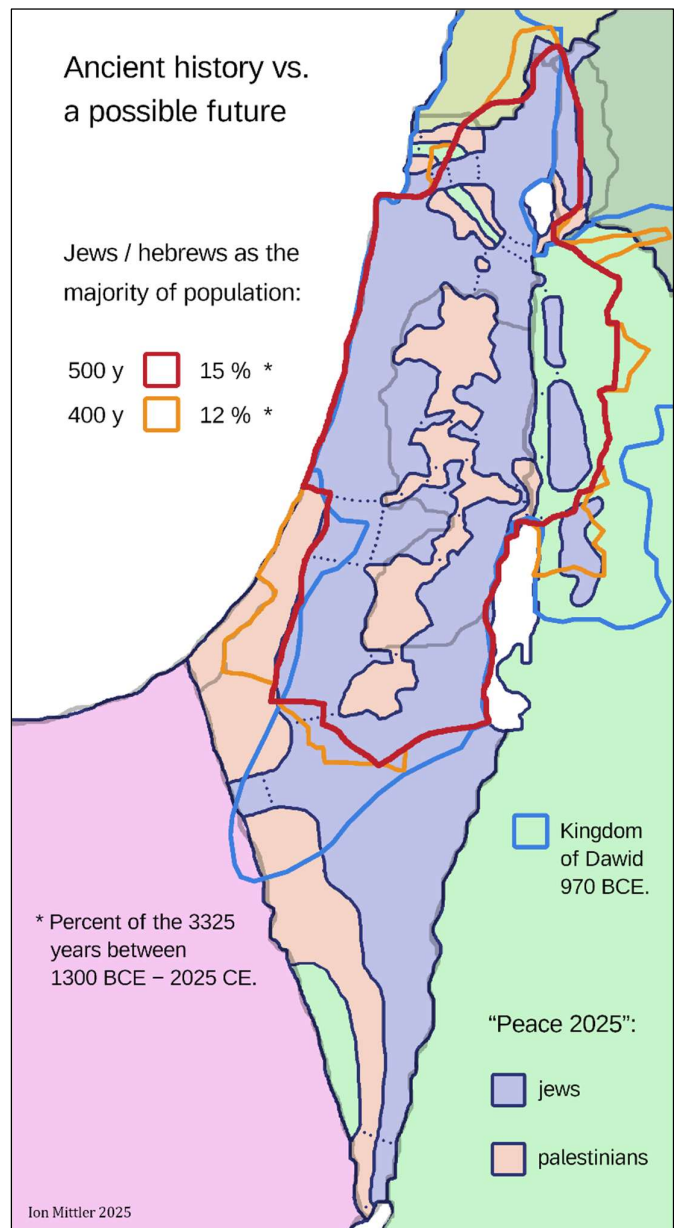 Ancient history vs.
a possible future
Jews / hebrews as the
majority of population:
500 y 15 % *
400 y 12 % *
Kingdom
of Dawid
970 BCE.
* Percent of the 3325
years between
1300 BCE – 2025 CE.
“Peace 2025”:
jews
palestinians
Ion Mittler 2025